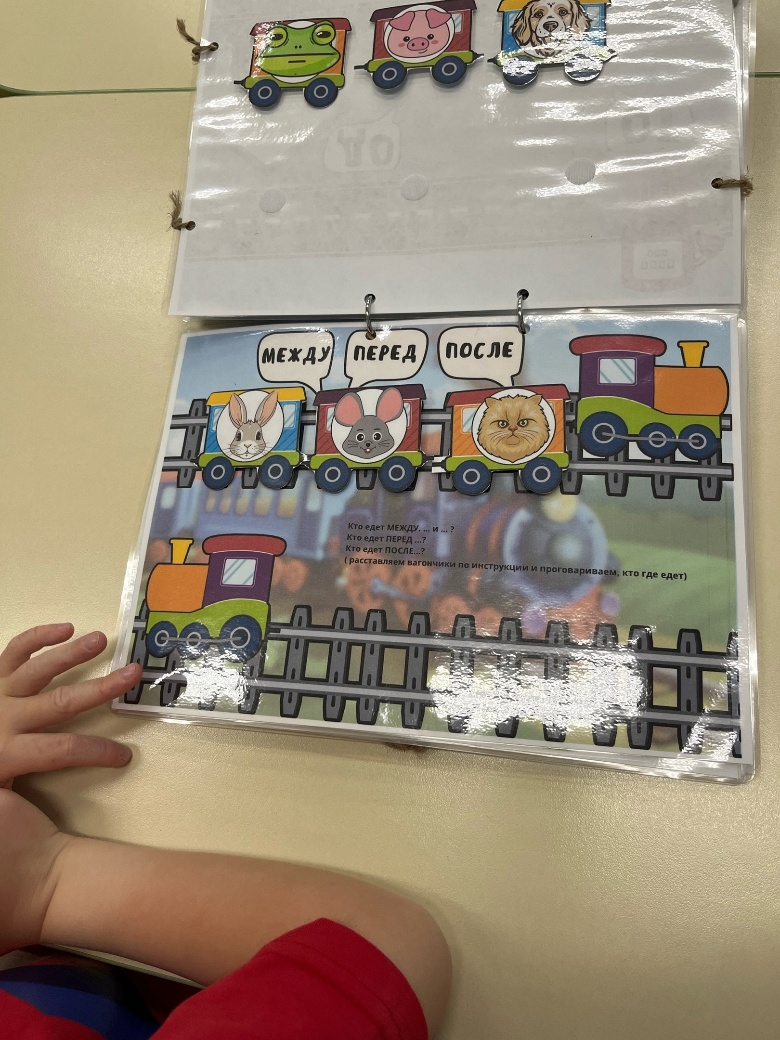 МЕЖДУ ПЕРЕД ПОСЛЕ
Кто едет МЕЖДУ. ... и ... ?
Кто едет ПЕРЕД ...?
Кто едет ПОСЛЕ...?
( расставляем вагончики по инструкции и проговариваем, кто где едет)